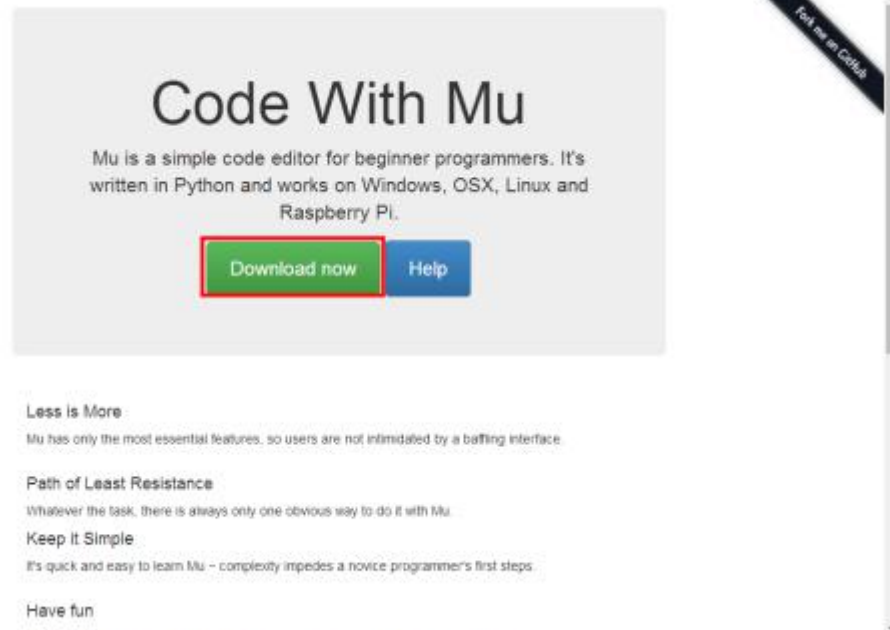 Fork me on GitHub
Code With Mu
Mu is a simple code editor for beginner programmers. It's
written in Python and works on Windows, OSX, Linux and
Raspberry Pi.
Download now
Help
Less is More
Mu has only the most essential features, so users are not intimidated by a baffling interface.
Path of Least Resistance
Whatever the task, there is always only one obvious way to do it with Mu.
Keep it Simple
It's quick and easy to learn Mu – complexity impedes a novice programmer's first steps.
Have fun